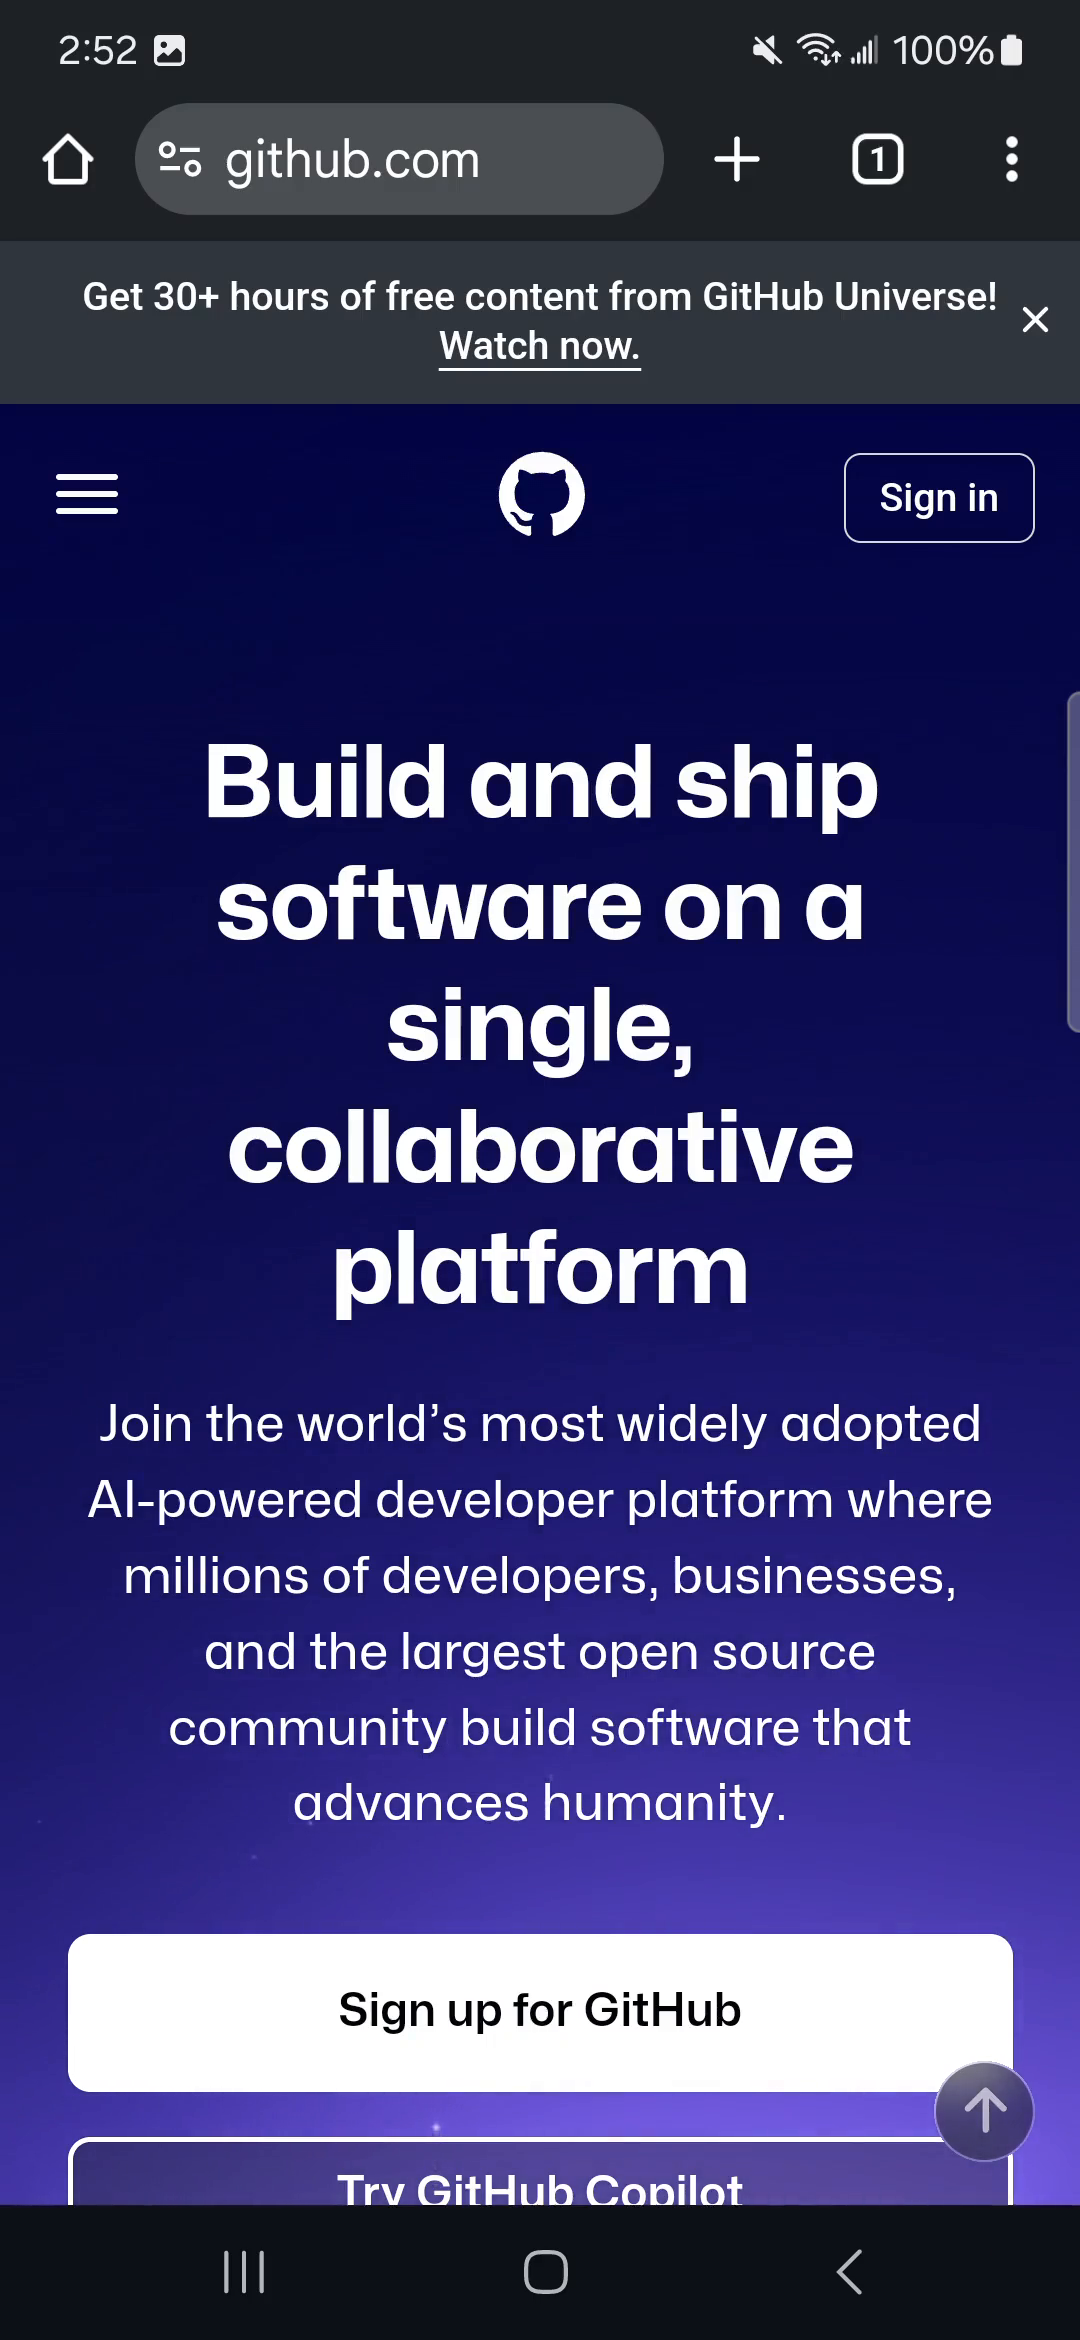 2:52 100%
github.com 1
Get 30+ hours of free content from GitHub Universe!
Watch now.
Sign in
Build and ship
software on a
single,
collaborative
platform
Join the world’s most widely adopted
AI-powered developer platform where
millions of developers, businesses,
and the largest open source
community build software that
advances humanity.
Sign up for GitHub
Try GitHub Copilot